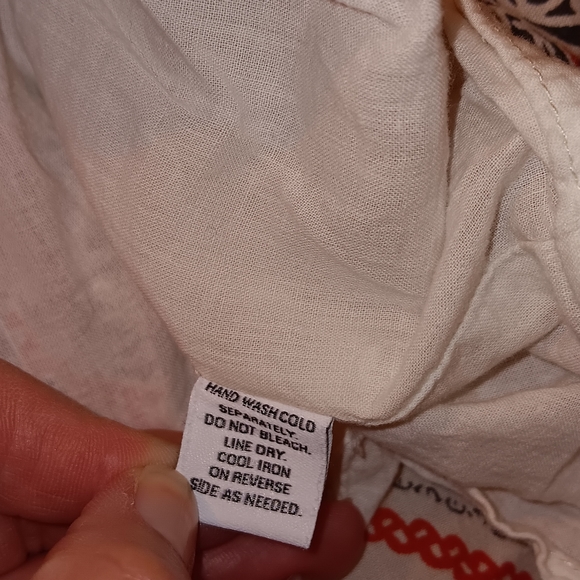 HAND WASH COLD
SEPARATELY.
DO NOT BLEACH.
LINE DRY.
COOL IRON
ON REVERSE
SIDE AS NEEDED.